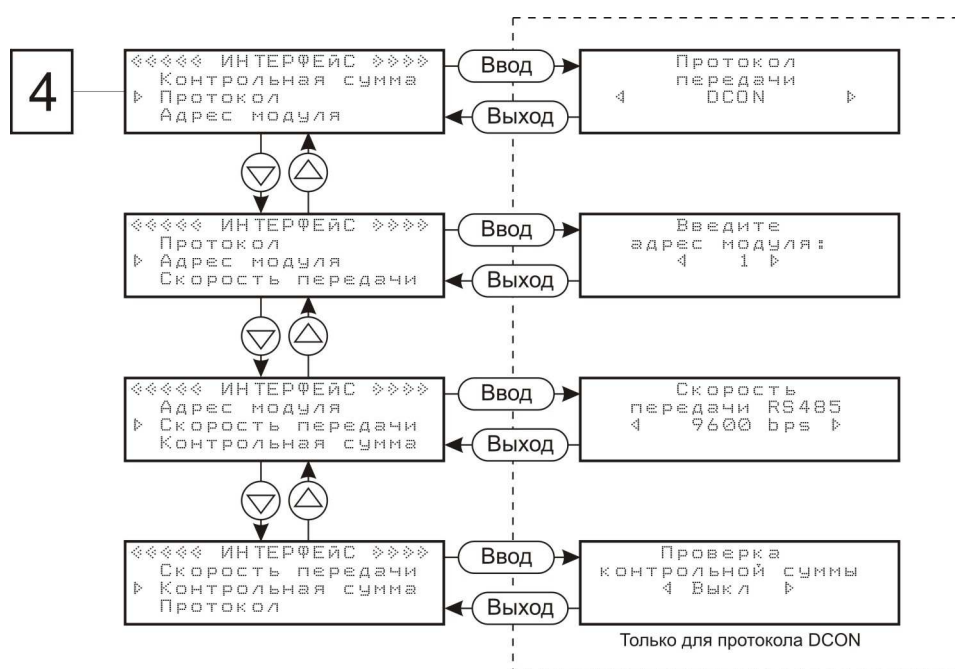 4
‹‹‹‹‹ ИНТЕРФЕйС ››››
Контрольная сумма
▷ Протокол
Адрес модуля
Ввод
Выход
Протокол
передачи
◁ DCON ▷
‹‹‹‹‹ ИНТЕРФЕйС ››››
Протокол
▷ Адрес модуля
Скорость передачи
Ввод
Выход
Введите
адрес модуля:
◁ 1 ▷
‹‹‹‹‹ ИНТЕРФЕйС ››››
Адрес модуля
▷ Скорость передачи
Контрольная сумма
Ввод
Выход
Скорость
передачи RS485
◁ 9600 bps ▷
‹‹‹‹‹ ИНТЕРФЕйС ››››
Скорость передачи
▷ Контрольная сумма
Протокол
Ввод
Выход
Проверка
контрольной суммы
◁ Выкл ▷
Только для протокола DCON